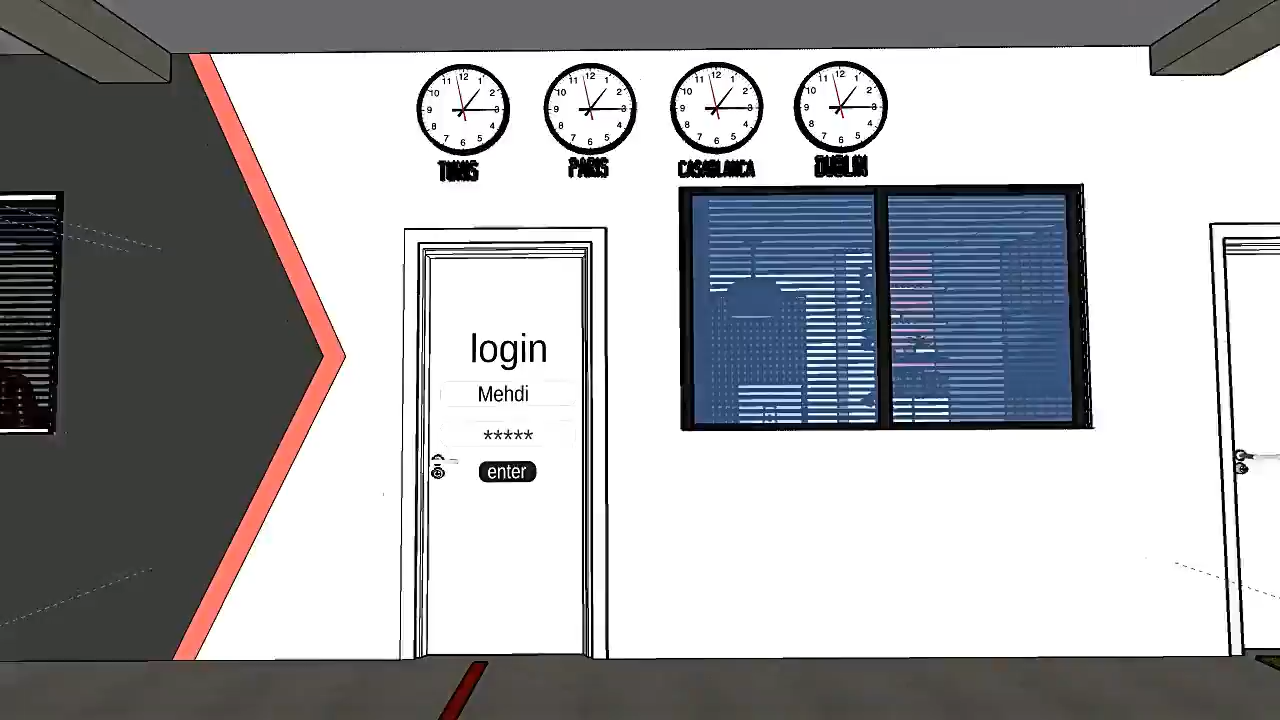 TUNIS
PARIS
CASABLANCA
DUBLIN
login
Mehdi
*****
enter